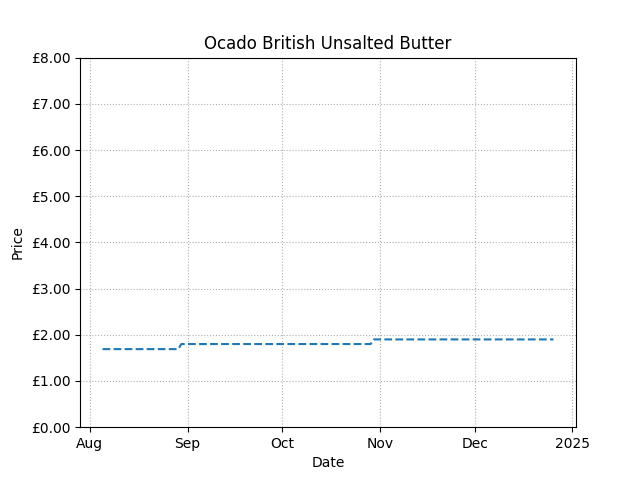 Ocado British Unsalted Butter
£8.00
£7.00
£6.00
£5.00
£4.00
£3.00
£2.00
£1.00
£0.00
Price
Aug Sep Oct Nov Dec 2025
Date